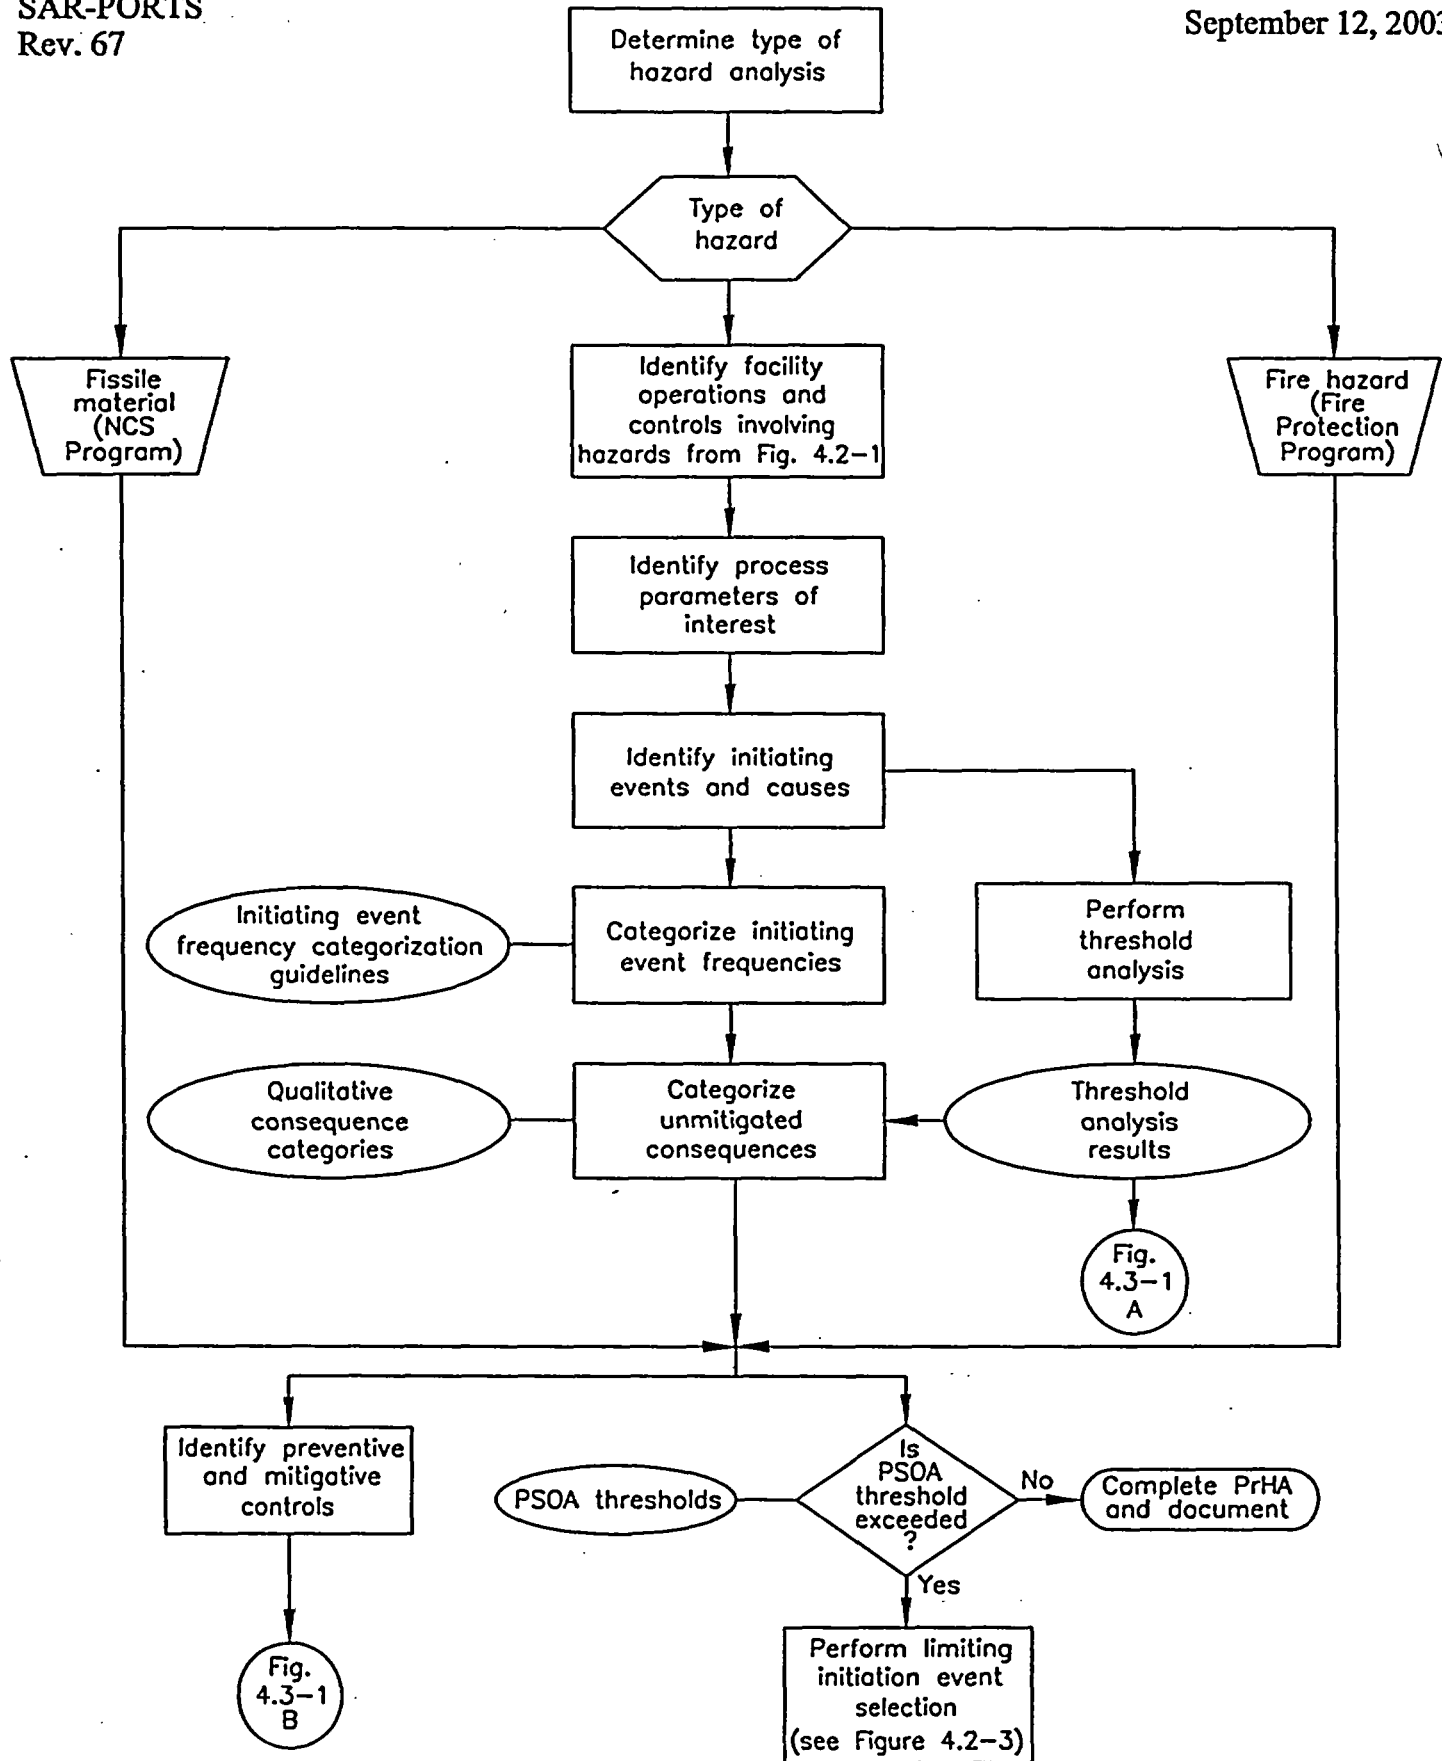 SAR-PORTS
Rev. 67
September 12, 2003
Determine type of
hazard analysis
Type of
hazard
Fissile
material
(NCS
Program)
Identify facility
operations and
controls involving
hazards from Fig. 4.2-1
Fire hazard
(Fire
Protection
Program)
Identify process
parameters of
interest
Identify initiating
events and causes
Initiating event
frequency categorization
guidelines
Categorize initiating
event frequencies
Perform
threshold
analysis
Qualitative
consequence
categories
Categorize
unmitigated
consequences
Threshold
analysis
results
Fig.
4.3-1
A
Identify preventive
and mitigative
controls
PSOA thresholds
Is
PSOA
threshold
exceeded
?
No
Complete PrHA
and document
Yes
Fig.
4.3-1
B
Perform limiting
initiation event
selection
(see Figure 4.2-3)